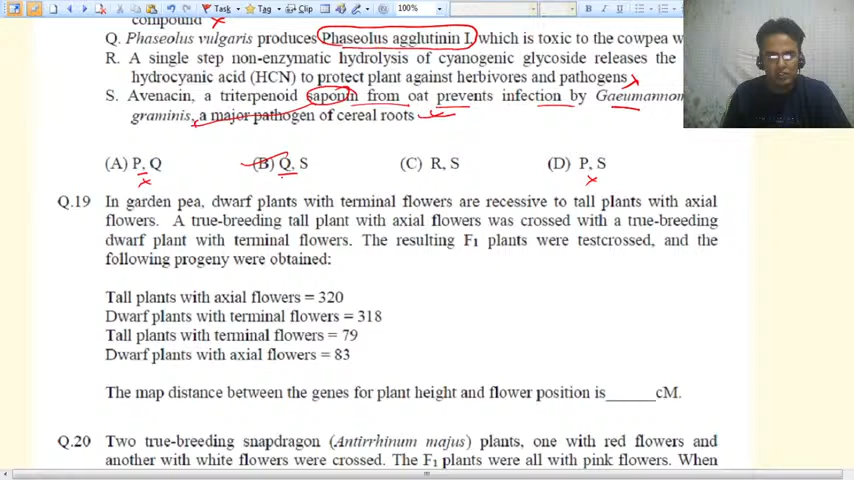 Task
Tag
100%
B I U
compound
Q. Phaseolus vulgaris produces Phaseolus agglutinin I, which is toxic to the cowpea w
R. A single step non-enzymatic hydrolysis of cyanogenic glycoside releases the
hydrocyanic acid (HCN) to protect plant against herbivores and pathogens
S. Avenacin, a triterpenoid saponin from oat prevents infection by Gaeumannom
graminis, a major pathogen of cereal roots
(A) P, Q (B) Q, S (C) R, S (D) P, S
Q.19 In garden pea, dwarf plants with terminal flowers are recessive to tall plants with axial
flowers. A true-breeding tall plant with axial flowers was crossed with a true-breeding
dwarf plant with terminal flowers. The resulting F₁ plants were testcrossed, and the
following progeny were obtained:
Tall plants with axial flowers = 320
Dwarf plants with terminal flowers = 318
Tall plants with terminal flowers = 79
Dwarf plants with axial flowers = 83
The map distance between the genes for plant height and flower position is______cM.
Q.20 Two true-breeding snapdragon (Antirrhinum majus) plants, one with red flowers and
another with white flowers were crossed. The F₁ plants were all with pink flowers. When